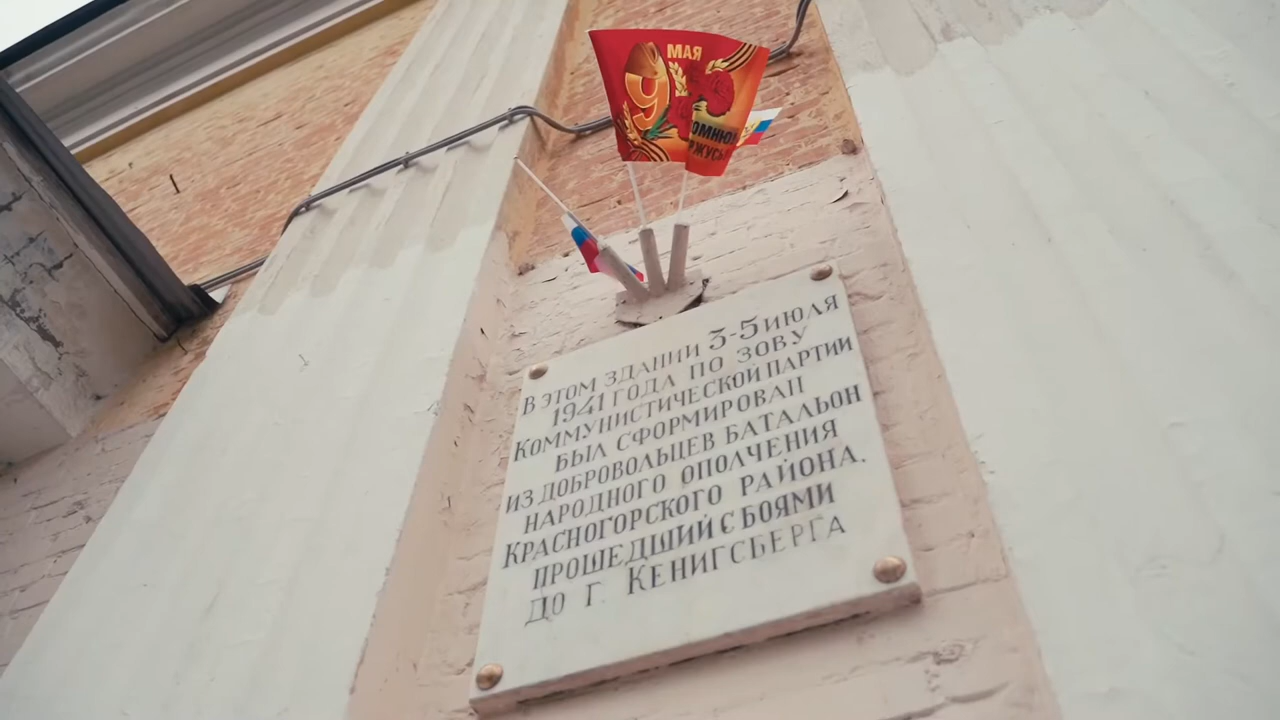 9 МАЯ
В ЭТОМ ЗДАНИИ 3-5 ИЮЛЯ
1941 ГОДА ПО ЗОВУ
КОММУНИСТИЧЕСКОЙ ПАРТИИ
БЫЛ СФОРМИРОВАН
ИЗ ДОБРОВОЛЬЦЕВ БАТАЛЬОН
НАРОДНОГО ОПОЛЧЕНИЯ
КРАСНОГОРСКОГО РАЙОНА,
ПРОШЕДШИЙ С БОЯМИ
ДО Г. КЕНИГСБЕРГА